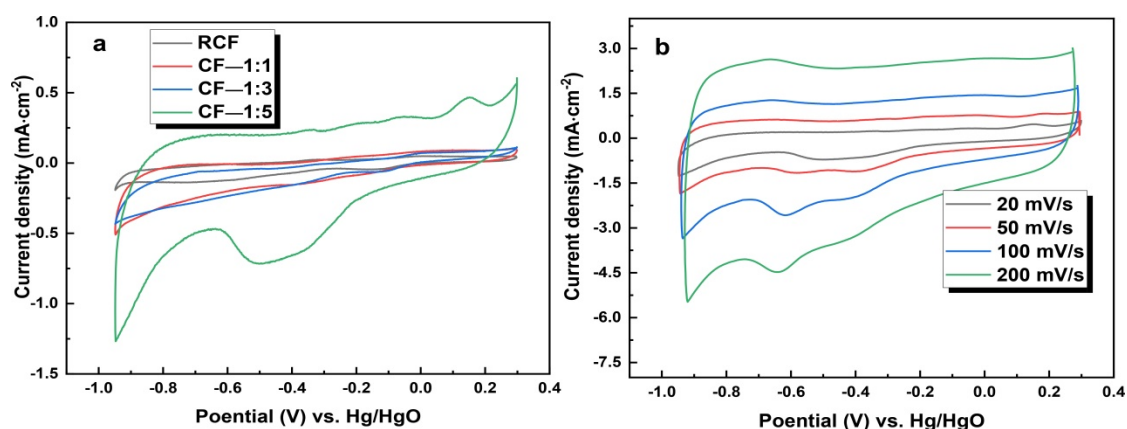 a
RCF
CF—1:1
CF—1:3
CF—1:5
1.0
0.5
0.0
-0.5
-1.0
-1.5
Current density (mA·cm-2)
-1.0 -0.8 -0.6 -0.4 -0.2 0.0 0.2 0.4
Poential (V) vs. Hg/HgO
b
3.0
1.5
0.0
-1.5
-3.0
-4.5
-6.0
-7.5
Current density (mA·cm-2)
20 mV/s
50 mV/s
100 mV/s
200 mV/s
-1.0 -0.8 -0.6 -0.4 -0.2 0.0 0.2 0.4
Poential (V) vs. Hg/HgO